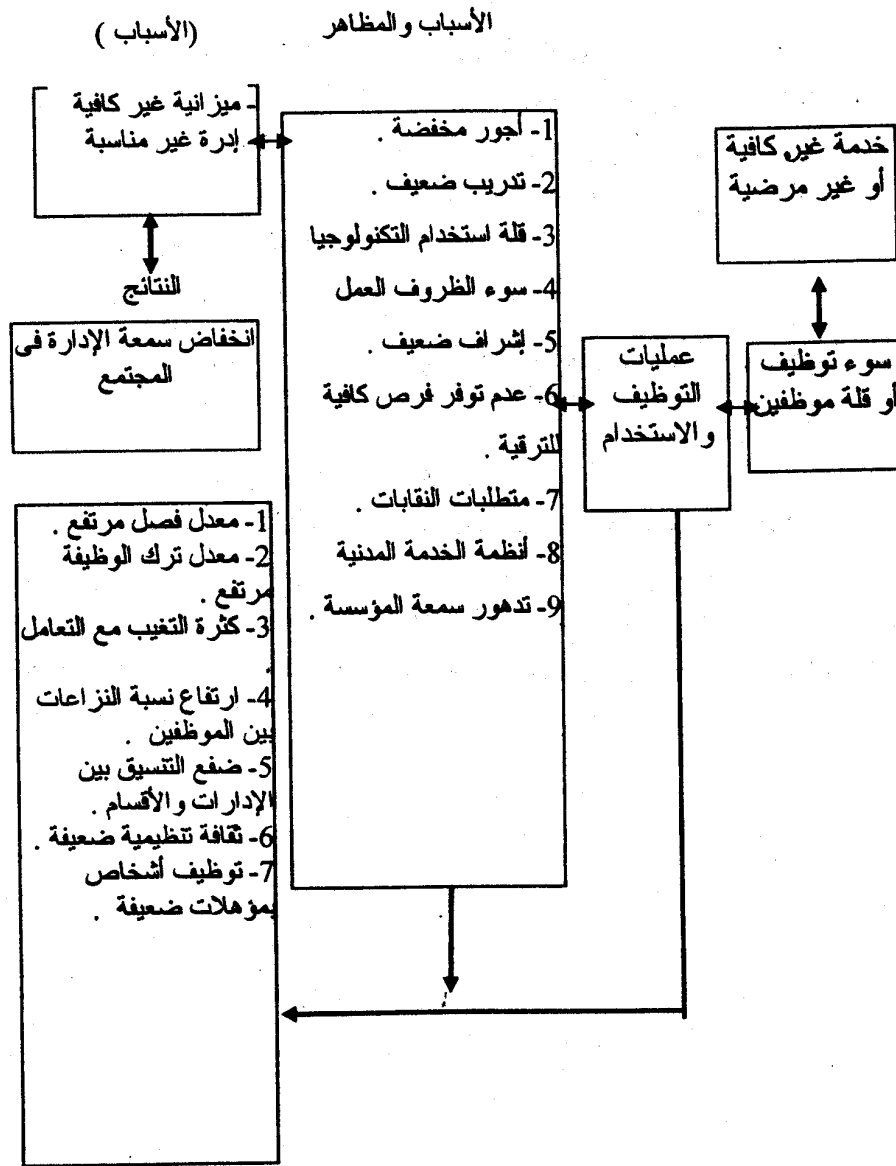 الأسباب والمظاهر
(الأسباب )
خدمة غير كافية
أو غير مرضية
سوء توظيف
أو قلة موظفين
عمليات
التوظيف
والاستخدام
1- أجور مخفضة .
2- تدريب ضعيف .
3- قلة استخدام التكنولوجيا
4- سوء الظروف العمل
5- إشراف ضعيف .
6- عدم توفر فرص كافية
للترقية .
7- متطلبات النقابات .
8- أنظمة الخدمة المدنية
9- تدهور سمعة المؤسسة .
- ميزانية غير كافية
إدرة غير مناسبة
النتائج
انخفاض سمعة الإدارة فى
المجتمع
1- معدل فصل مرتفع .
2- معدل ترك الوظيفة
مرتفع .
3- كثرة التغيب مع التعامل
.
4- ارتفاع نسبة النزاعات
بين الموظفين .
5- ضفع التنسيق بين
الإدارات والأقسام .
6- ثقافة تنظيمية ضعيفة .
7- توظيف أشخاص
بمؤهلات ضعيفة .